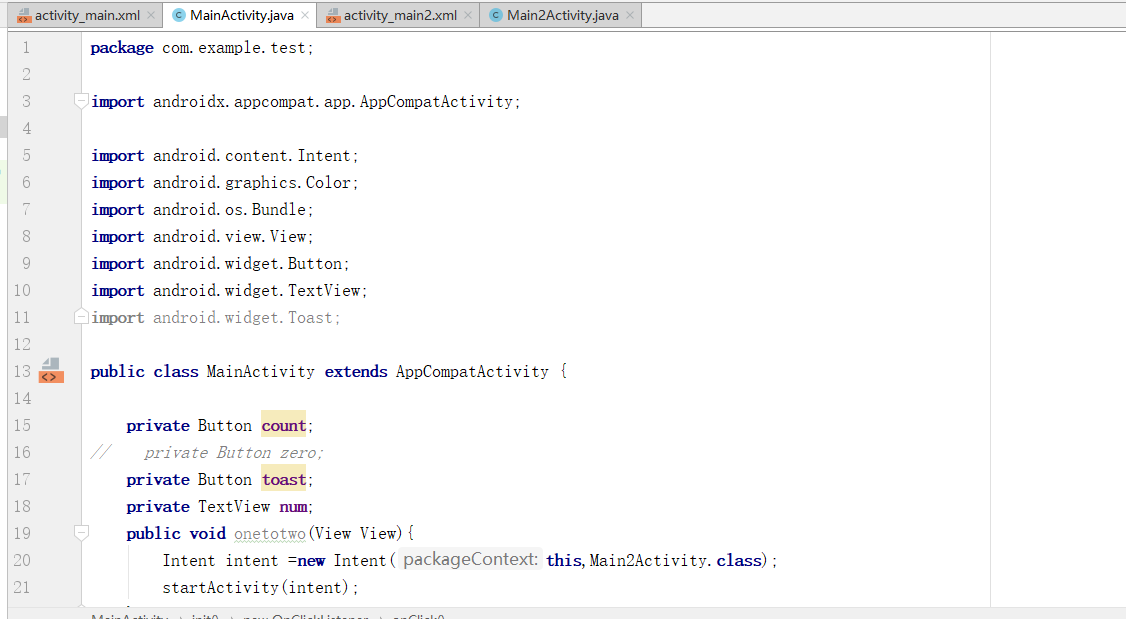 activity_main.xml MainActivity.java activity_main2.xml Main2Activity.java
1 package com.example.test;
2
3 import androidx.appcompat.app.AppCompatActivity;
4
5 import android.content.Intent;
6 import android.graphics.Color;
7 import android.os.Bundle;
8 import android.view.View;
9 import android.widget.Button;
10 import android.widget.TextView;
11 import android.widget.Toast;
12
13 public class MainActivity extends AppCompatActivity {
14
15 private Button count;
16 // private Button zero;
17 private Button toast;
18 private TextView num;
19 public void onetotwo(View View){
20 Intent intent =new Intent( packageContext: this,Main2Activity.class);
21 startActivity(intent);
MainActivity init() new OnClickListener onClick()